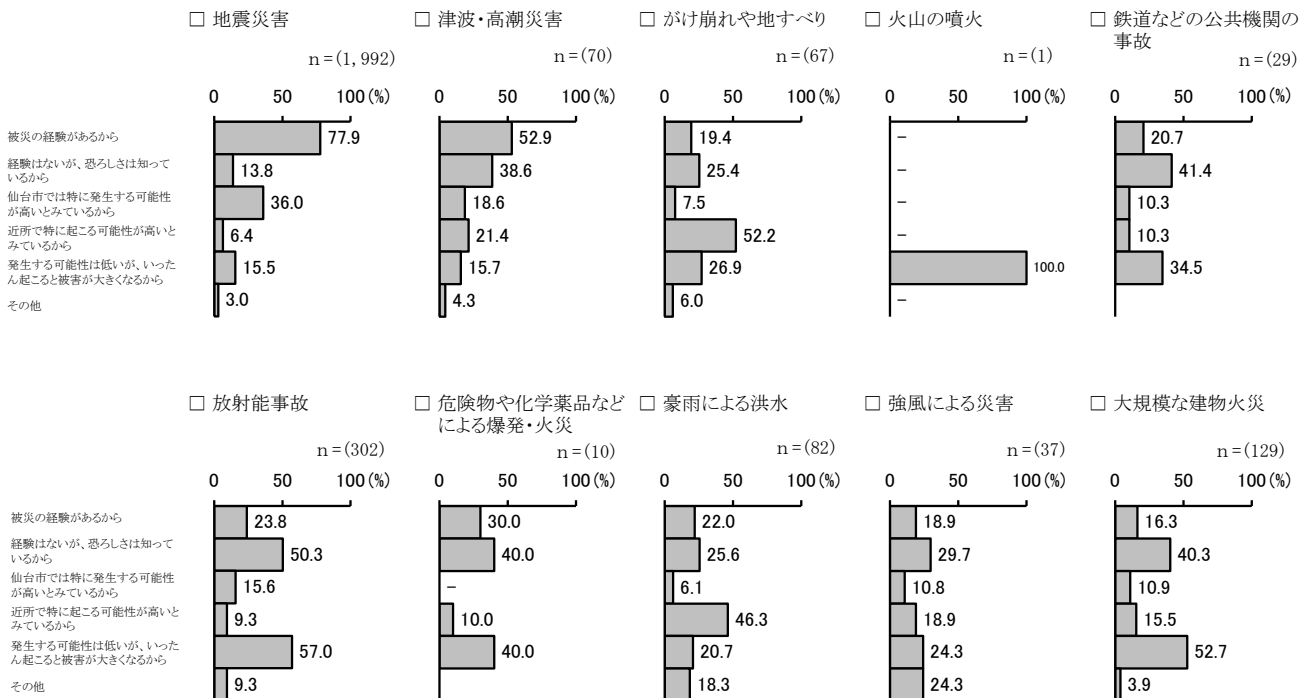 □ 地震災害
□ 津波・高潮災害
□ がけ崩れや地すべり
□ 火山の噴火
□ 鉄道などの公共機関の
事故
n=(1,992)
n=(70)
n=(67)
n=(1)
n=(29)
0 50 100(%)
0 50 100(%)
0 50 100(%)
0 50 100(%)
0 50 100(%)
被災の経験があるから
77.9
52.9
19.4
－
20.7
経験はないが、恐ろしさは知って
いるから
13.8
38.6
25.4
－
41.4
仙台市では特に発生する可能性
が高いとみているから
36.0
18.6
7.5
－
10.3
近所で特に起こる可能性が高いと
みているから
6.4
21.4
52.2
－
10.3
発生する可能性は低いが、いった
ん起こると被害が大きくなるから
15.5
15.7
26.9
100.0
34.5
その他
3.0
4.3
6.0
－
□ 放射能事故
□ 危険物や化学薬品など
による爆発・火災
□ 豪雨による洪水
□ 強風による災害
□ 大規模な建物火災
n=(302)
n=(10)
n=(82)
n=(37)
n=(129)
0 50 100(%)
0 50 100(%)
0 50 100(%)
0 50 100(%)
0 50 100(%)
被災の経験があるから
23.8
30.0
22.0
18.9
16.3
経験はないが、恐ろしさは知って
いるから
50.3
40.0
25.6
29.7
40.3
仙台市では特に発生する可能性
が高いとみているから
15.6
－
6.1
10.8
10.9
近所で特に起こる可能性が高いと
みているから
9.3
10.0
46.3
18.9
15.5
発生する可能性は低いが、いった
ん起こると被害が大きくなるから
57.0
40.0
20.7
24.3
52.7
その他
9.3
18.3
24.3
3.9